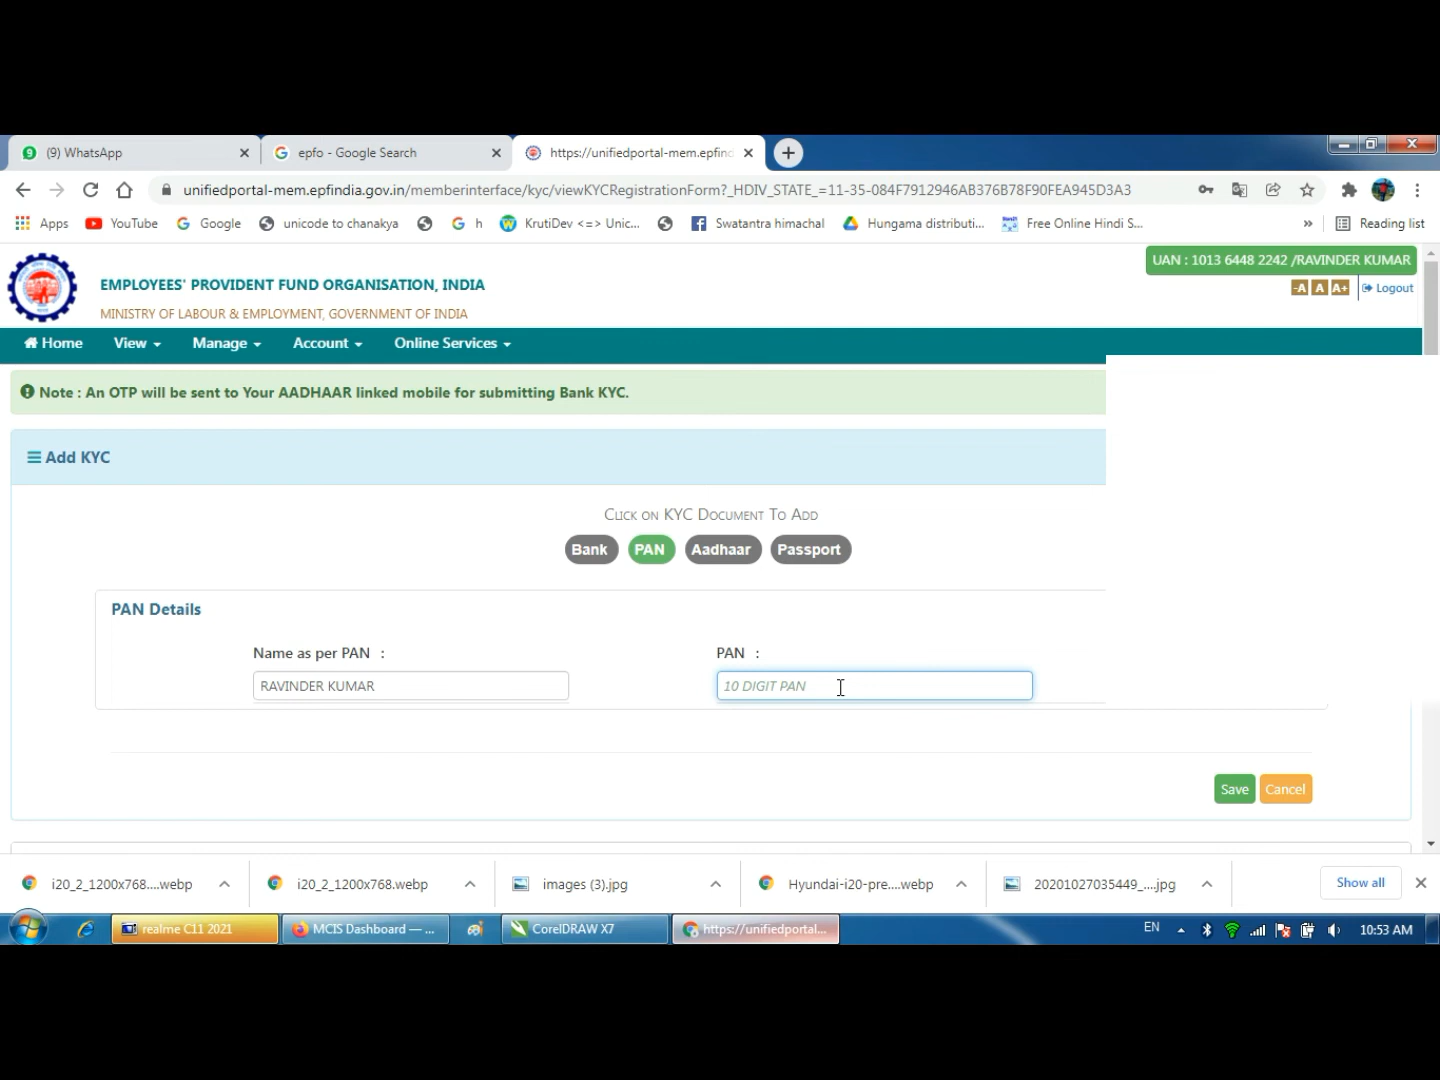 (9) WhatsApp
epfo - Google Search
https://unifiedportal-mem.epfind
unifiedportal-mem.epfindia.gov.in/memberinterface/kyc/viewKYCRegistrationForm?_HDIV_STATE_=11-35-084F7912946AB376B78F90FEA945D3A3
Apps YouTube Google unicode to chanakya h KrutiDev <=> Unic... Swatantra himachal Hungama distributi... Free Online Hindi S... » Reading list
UAN : 1013 6448 2242 /RAVINDER KUMAR
EMPLOYEES' PROVIDENT FUND ORGANISATION, INDIA
-A A A+ Logout
MINISTRY OF LABOUR & EMPLOYMENT, GOVERNMENT OF INDIA
Home View Manage Account Online Services
Note : An OTP will be sent to Your AADHAAR linked mobile for submitting Bank KYC.
Add KYC
CLICK ON KYC DOCUMENT TO ADD
Bank PAN Aadhaar Passport
PAN Details
Name as per PAN : PAN :
RAVINDER KUMAR 10 DIGIT PAN
Save Cancel
i20_2_1200x768....webp i20_2_1200x768.webp images (3).jpg Hyundai-i20-pre....webp 20201027035449_....jpg Show all
realme C11 2021 MCIS Dashboard — ... CorelDRAW X7 https://unifiedportal... EN 10:53 AM